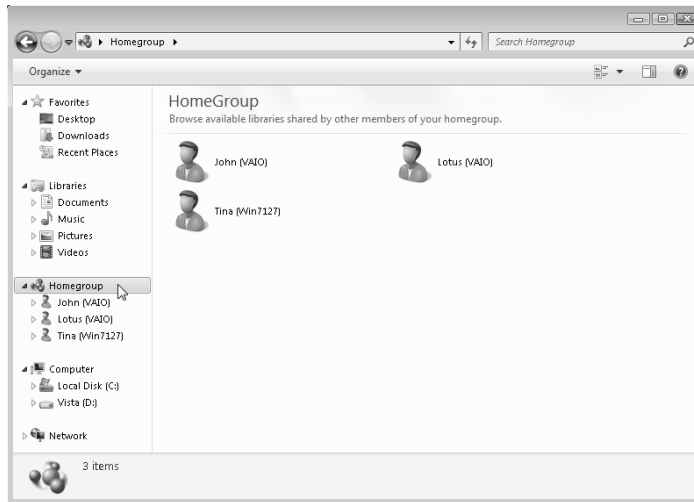 Homegroup
Search Homegroup
Organize
Favorites
Desktop
Downloads
Recent Places
Libraries
Documents
Music
Pictures
Videos
Homegroup
John (VAIO)
Lotus (VAIO)
Tina (Win7127)
Computer
Local Disk (C:)
Vista (D:)
Network
HomeGroup
Browse available libraries shared by other members of your homegroup.
John (VAIO)
Lotus (VAIO)
Tina (Win7127)
3 items